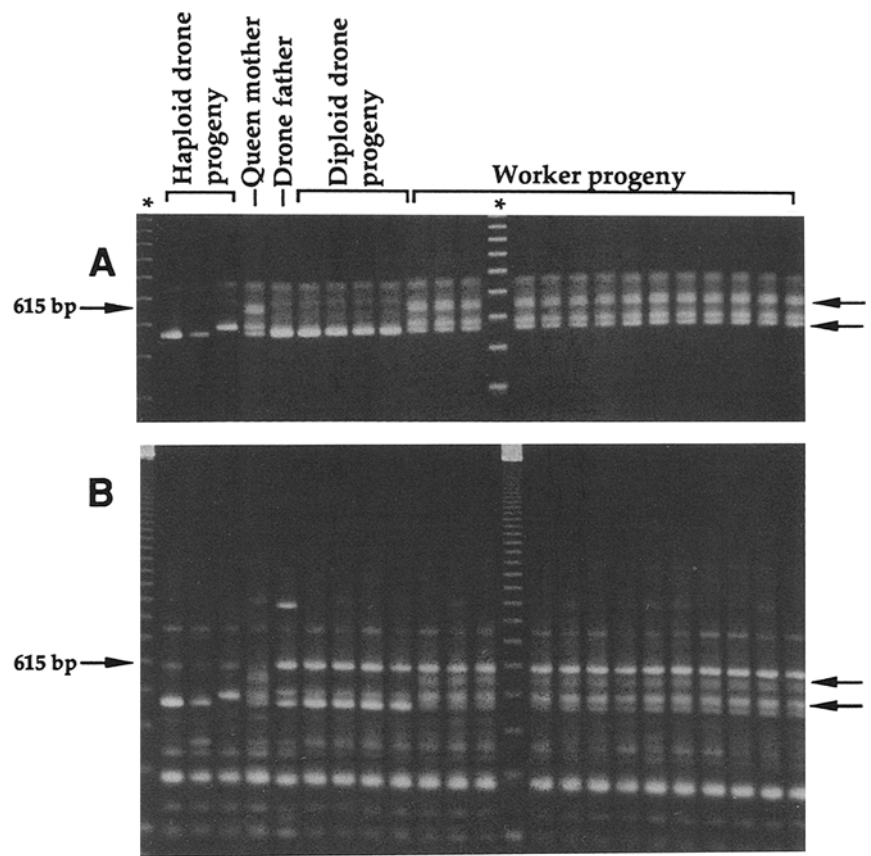 Haploid drone
progeny
Queen mother
Drone father
Diploid drone
progeny
Worker progeny
*
*
A
615 bp
B
615 bp